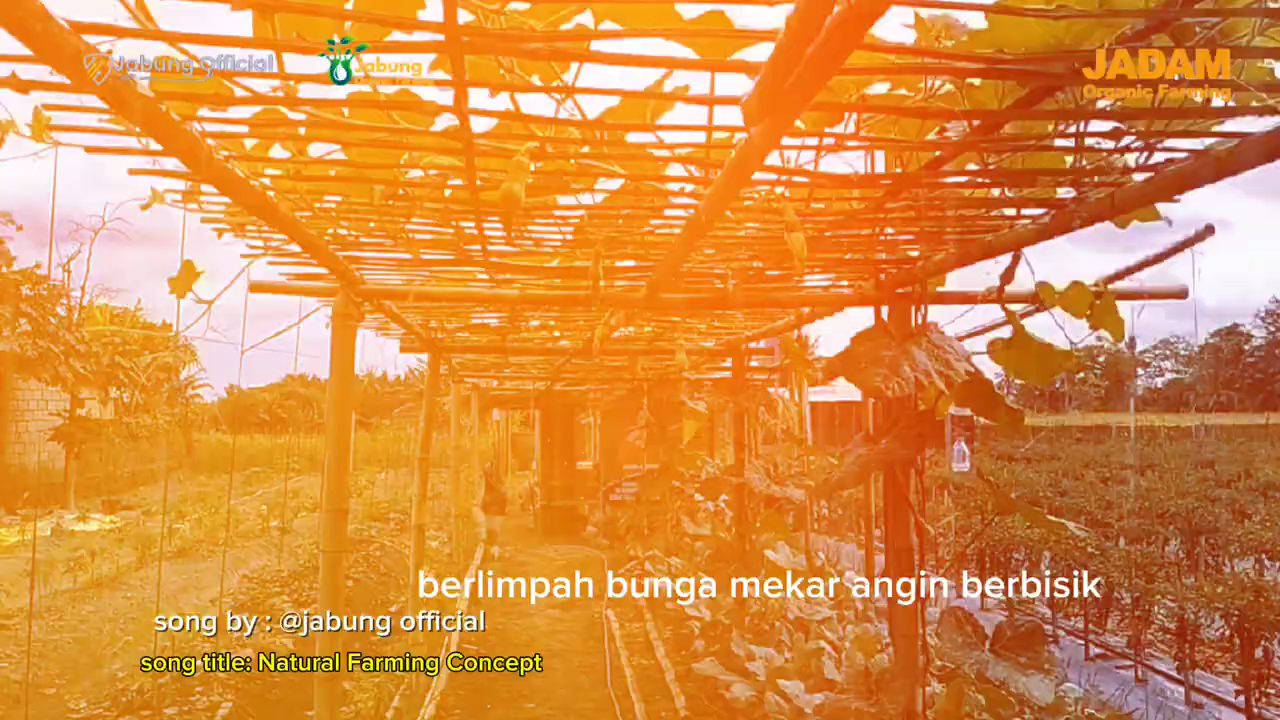 Jabung Official
Jabung
JADAM
Organic Farming
berlimpah bunga mekar angin berbisik
song by : @jabung official
song title: Natural Farming Concept